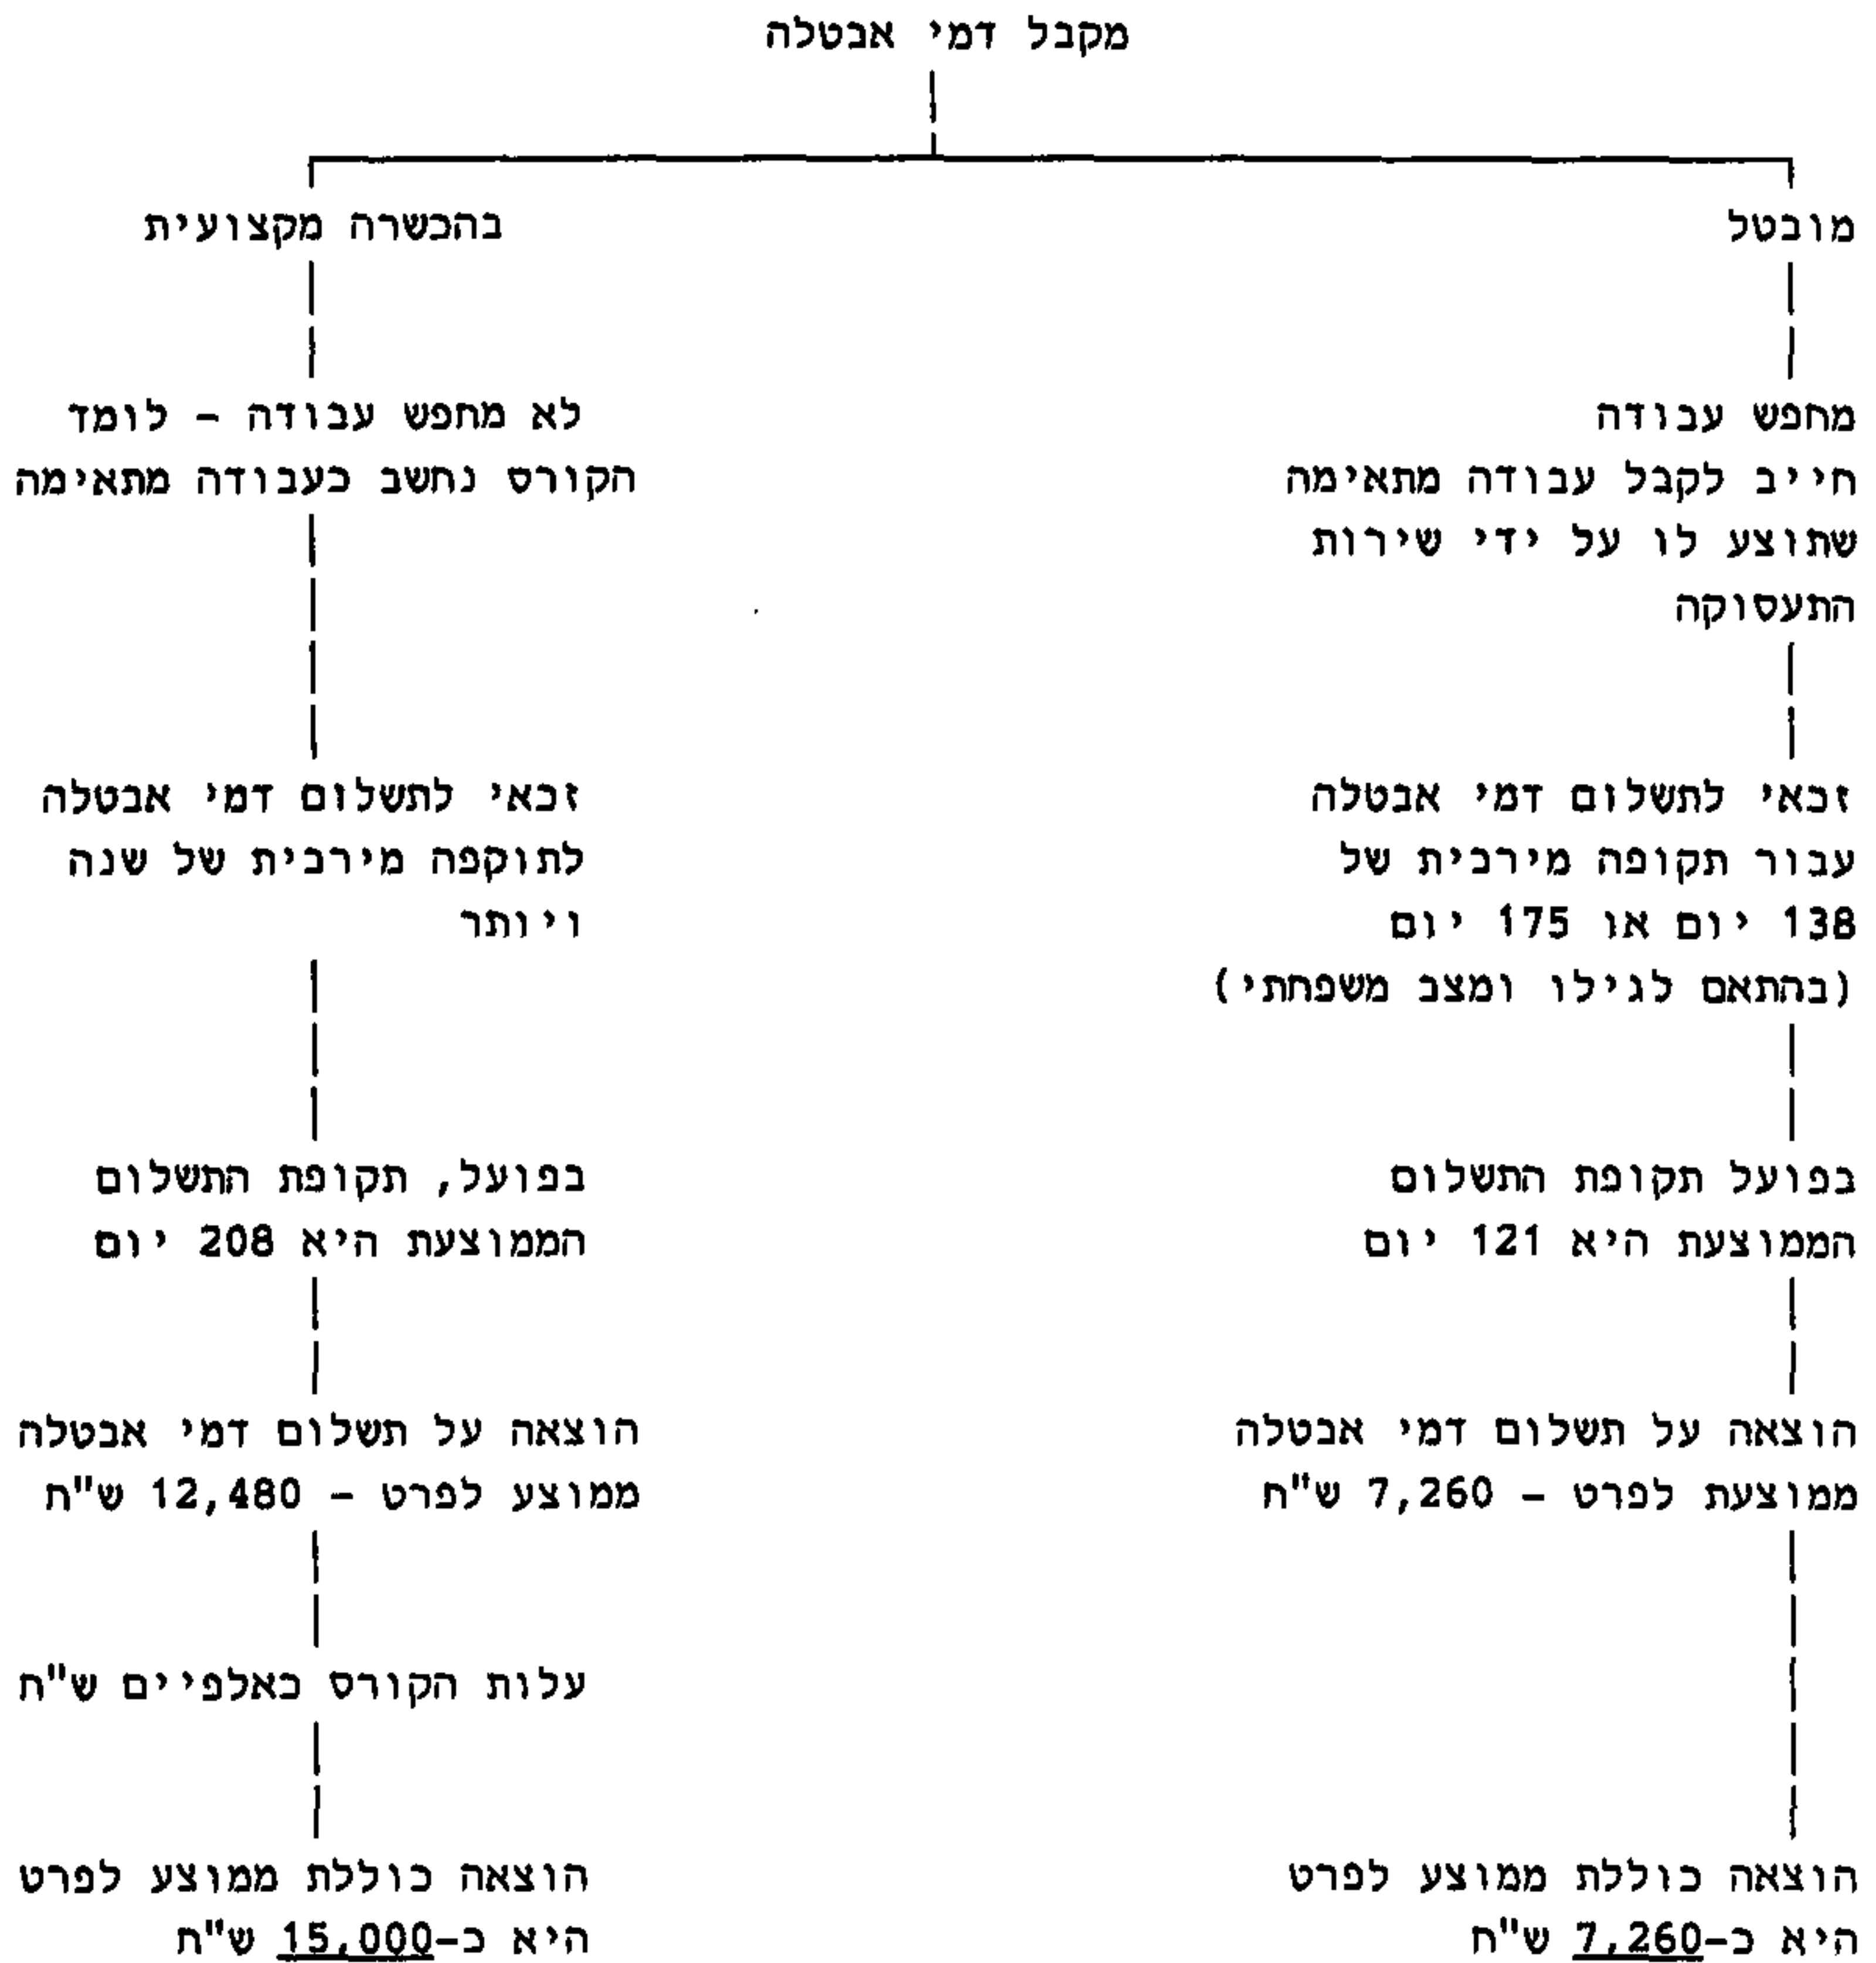 מקבל דמי אבטלה
מובטל
מחפש עבודה
חייב לקבל עבודה מתאימה
שתוצע לו על ידי שירות
התעסוקה
זכאי לתשלום דמי אבטלה
עבור תקופה מירבית של
138 יום או 175 יום
(בהתאם לגילו ומצב משפחתי)
בפועל תקופת התשלום
הממוצעת היא 121 יום
הוצאה על תשלום דמי אבטלה
ממוצעת לפרט - 7,260 ש"ח
הוצאה כוללת ממוצע לפרט
היא כ-7,260 ש"ח
בהכשרה מקצועית
לא מחפש עבודה - לומד
הקורס נחשב כעבודה מתאימה
זכאי לתשלום דמי אבטלה
לתוקפה מירבית של שנה
ויותר
בפועל, תקופת התשלום
הממוצעת היא 208 יום
הוצאה על תשלום דמי אבטלה
ממוצע לפרט - 12,480 ש"ח
עלות הקורס כאלפיים ש"ח
הוצאה כוללת ממוצע לפרט
היא כ-15,000 ש"ח